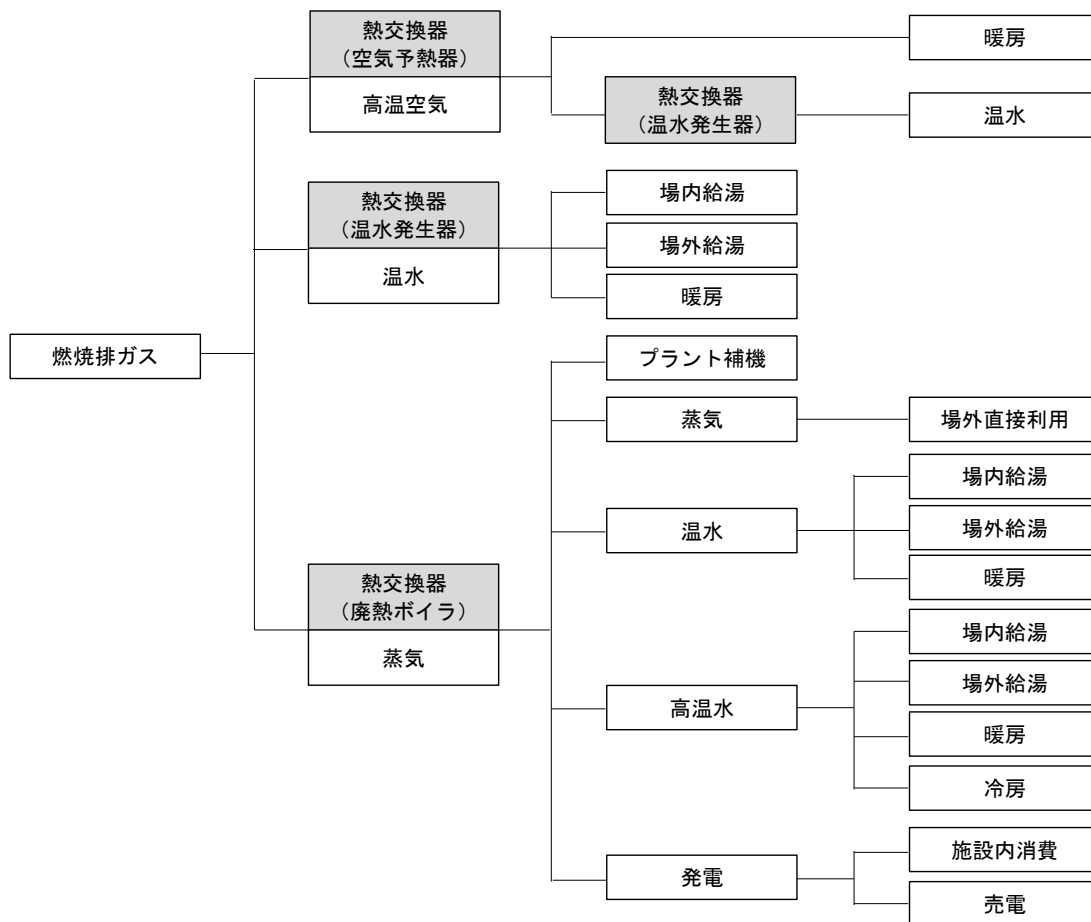 熱交換器
（空気予熱器）
高温空気
暖房
熱交換器
（温水発生器）
温水
熱交換器
（温水発生器）
温水
場内給湯
場外給湯
暖房
燃焼排ガス
プラント補機
蒸気
場外直接利用
温水
場内給湯
場外給湯
暖房
熱交換器
（廃熱ボイラ）
蒸気
高温水
場内給湯
場外給湯
暖房
冷房
発電
施設内消費
売電